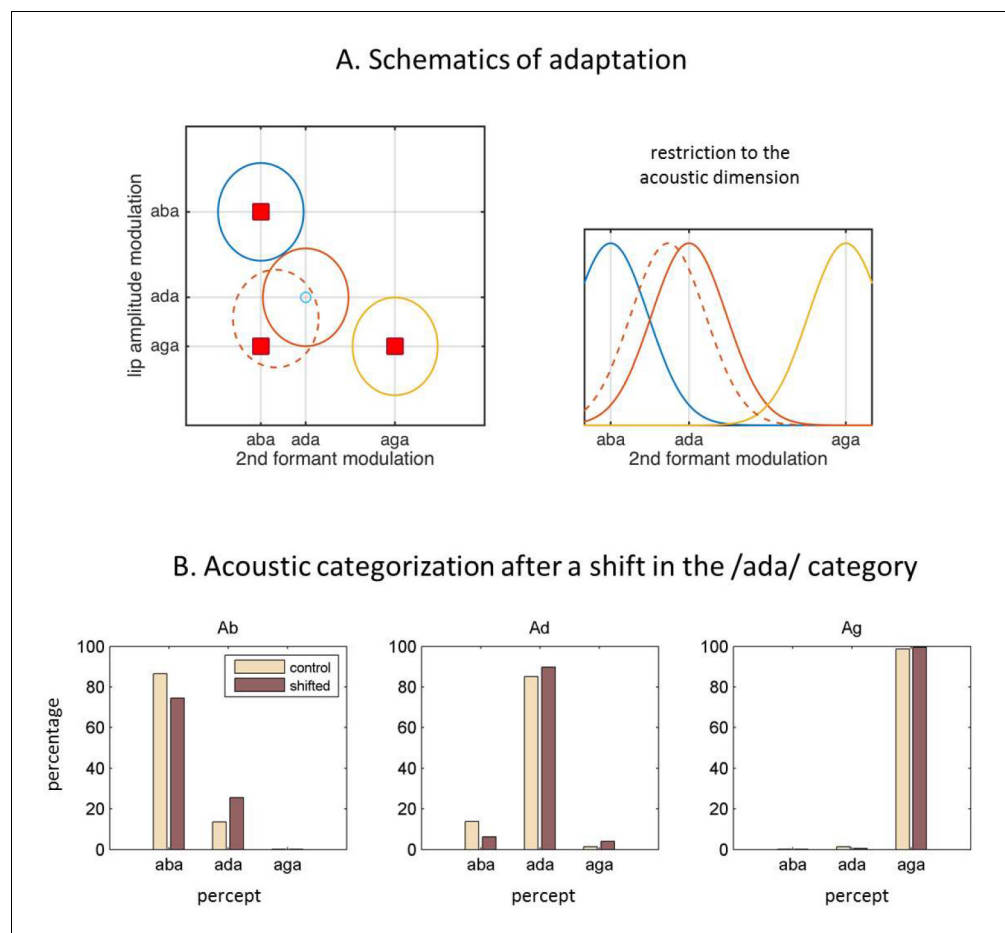 A. Schematics of adaptation
lip amplitude modulation
aba
ada
aga
aba ada aga
2nd formant modulation
restriction to the
acoustic dimension
aba ada aga
2nd formant modulation
B. Acoustic categorization after a shift in the /ada/ category
percentage
Ab
100
80
60
40
20
0
control
shifted
aba ada aga
percept
Ad
100
80
60
40
20
0
aba ada aga
percept
Ag
100
80
60
40
20
0
aba ada aga
percept